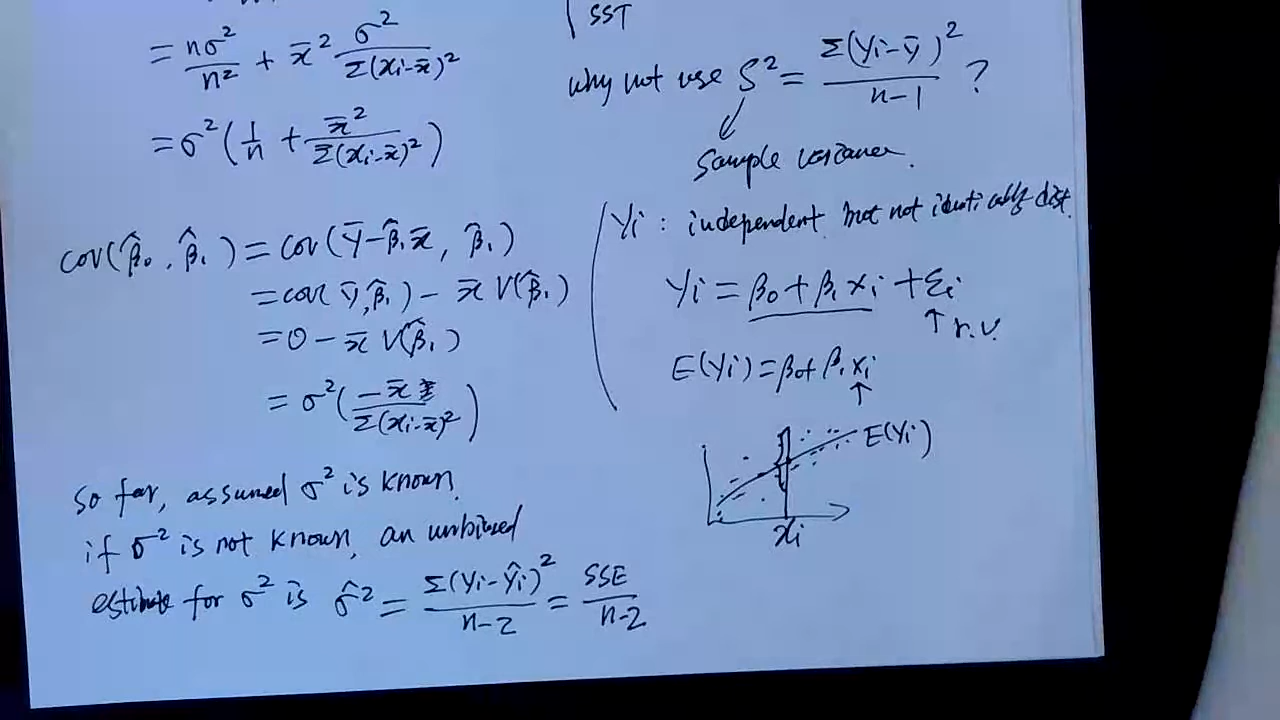 = nσ²/n² + x̄² σ²/Σ(xi-x̄)²
= σ²(1/n + x̄²/Σ(xi-x̄)²)
cov(β̂₀, β̂₁) = cov(ȳ-β̂₁x̄, β̂₁)
= cov(ȳ, β̂₁) - x̄ V(β̂₁)
= 0 - x̄ V(β̂₁)
= σ²(-x̄/Σ(xi-x̄)²)
so far, assumed σ² is known.
if σ² is not known, an unbiased
estimate for σ² is σ̂² = Σ(yi-ŷi)²/n-2 = SSE/n-2
SST
why not use S² = Σ(yi-ȳ)²/n-1 ?
sample variance.
Yi : independent but not identically dist.
Yi = β₀+β₁xi + εi
↑ r.v.
E(Yi) = β₀+β₁xi
↑
E(Yi)
xi